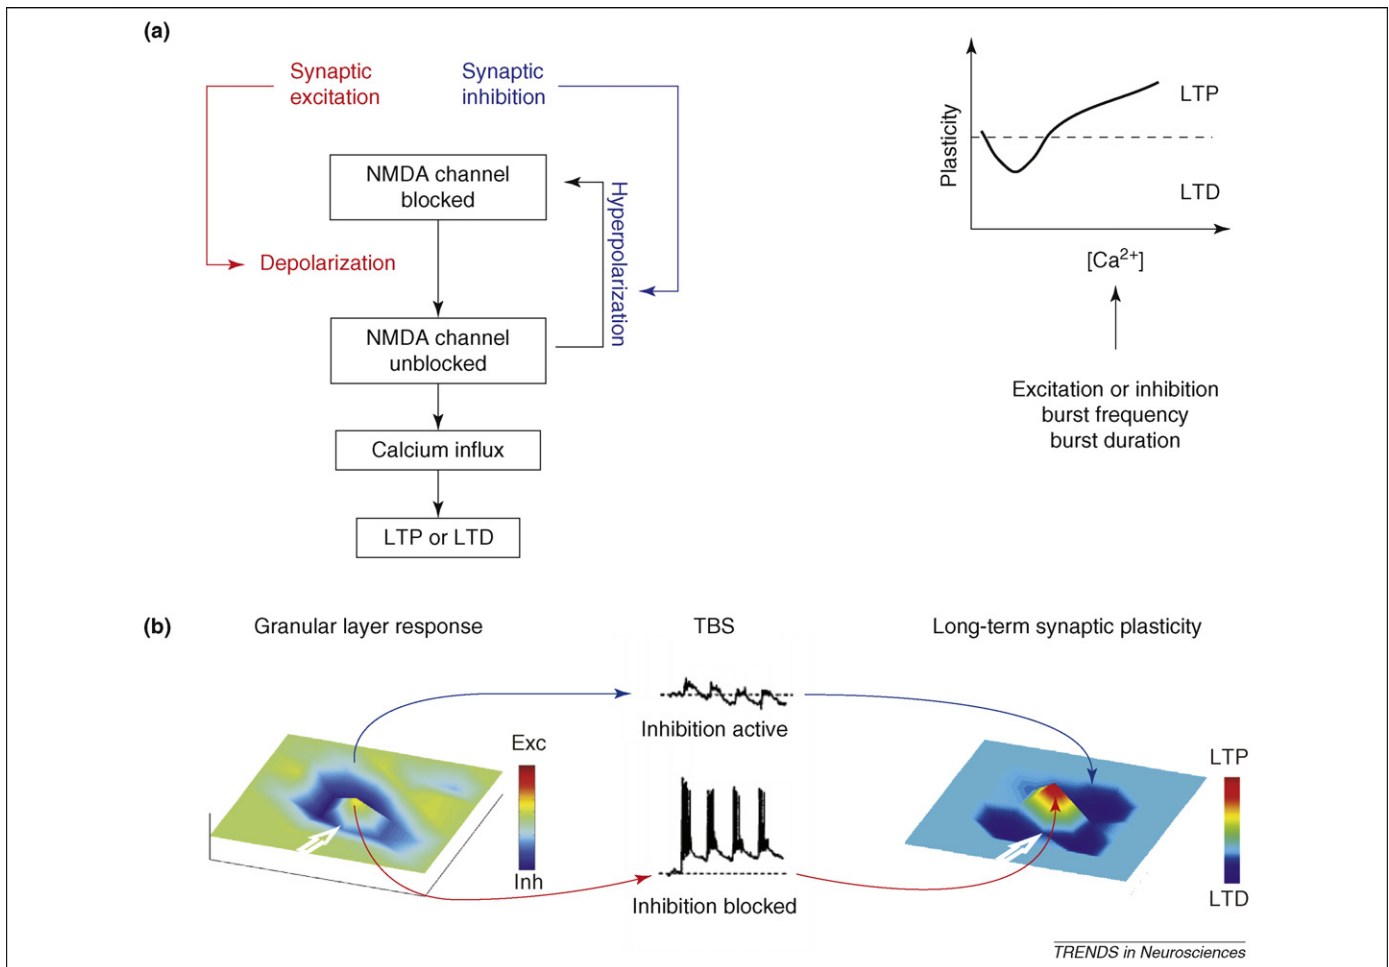 (a)
Synaptic
excitation
Synaptic
inhibition
NMDA channel
blocked
Hyperpolarization
Depolarization
NMDA channel
unblocked
Calcium influx
LTP or LTD
Plasticity
LTP
LTD
[Ca²⁺]
Excitation or inhibition
burst frequency
burst duration
(b)
Granular layer response
TBS
Long-term synaptic plasticity
Inhibition active
Exc
Inh
Inhibition blocked
LTP
LTD
TRENDS in Neurosciences